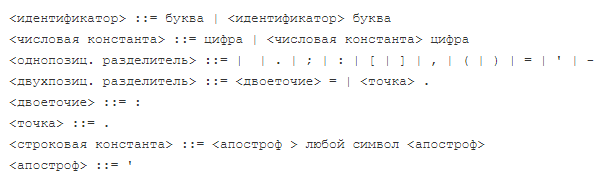 <идентификатор> ::= буква | <идентификатор> буква
<числовая константа> ::= цифра | <числовая константа> цифра
<однопозиц. разделитель> ::= |  | . | ; | : | [ | ] | , | ( | ) | = | ' | -
<двухпозиц. разделитель> ::= <двоеточие> = | <точка> .
<двоеточие> ::= :
<точка> ::= .
<строковая константа> ::= <апостроф > любой символ <апостроф>
<апостроф> ::= '